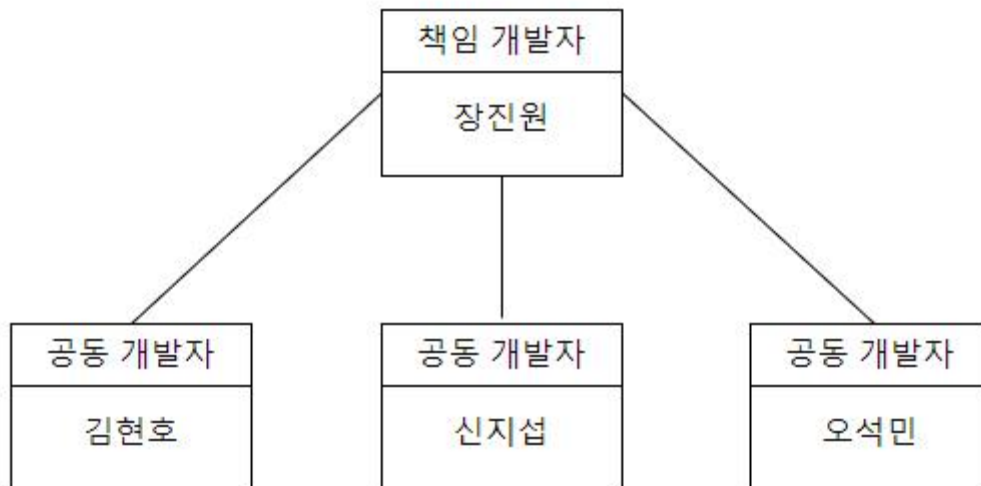 책임 개발자
장진원
공동 개발자
김현호
공동 개발자
신지섭
공동 개발자
오석민